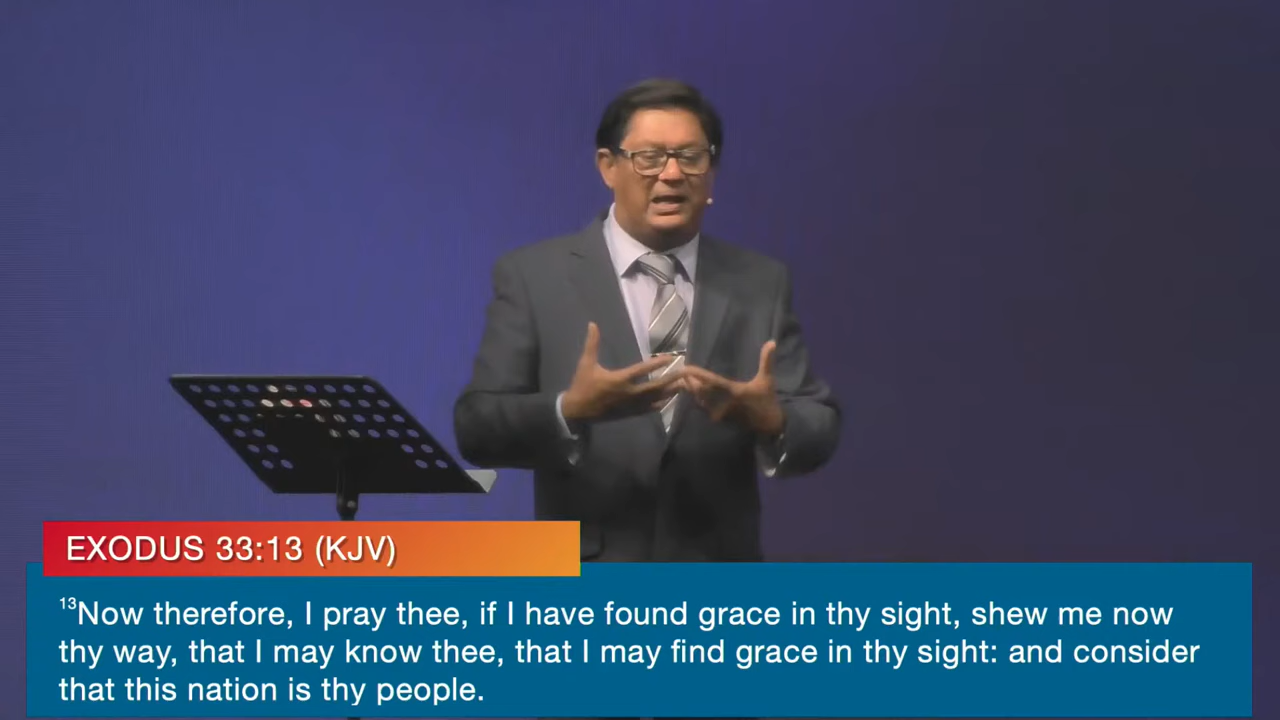 EXODUS 33:13 (KJV)
13Now therefore, I pray thee, if I have found grace in thy sight, shew me now
thy way, that I may know thee, that I may find grace in thy sight: and consider
that this nation is thy people.